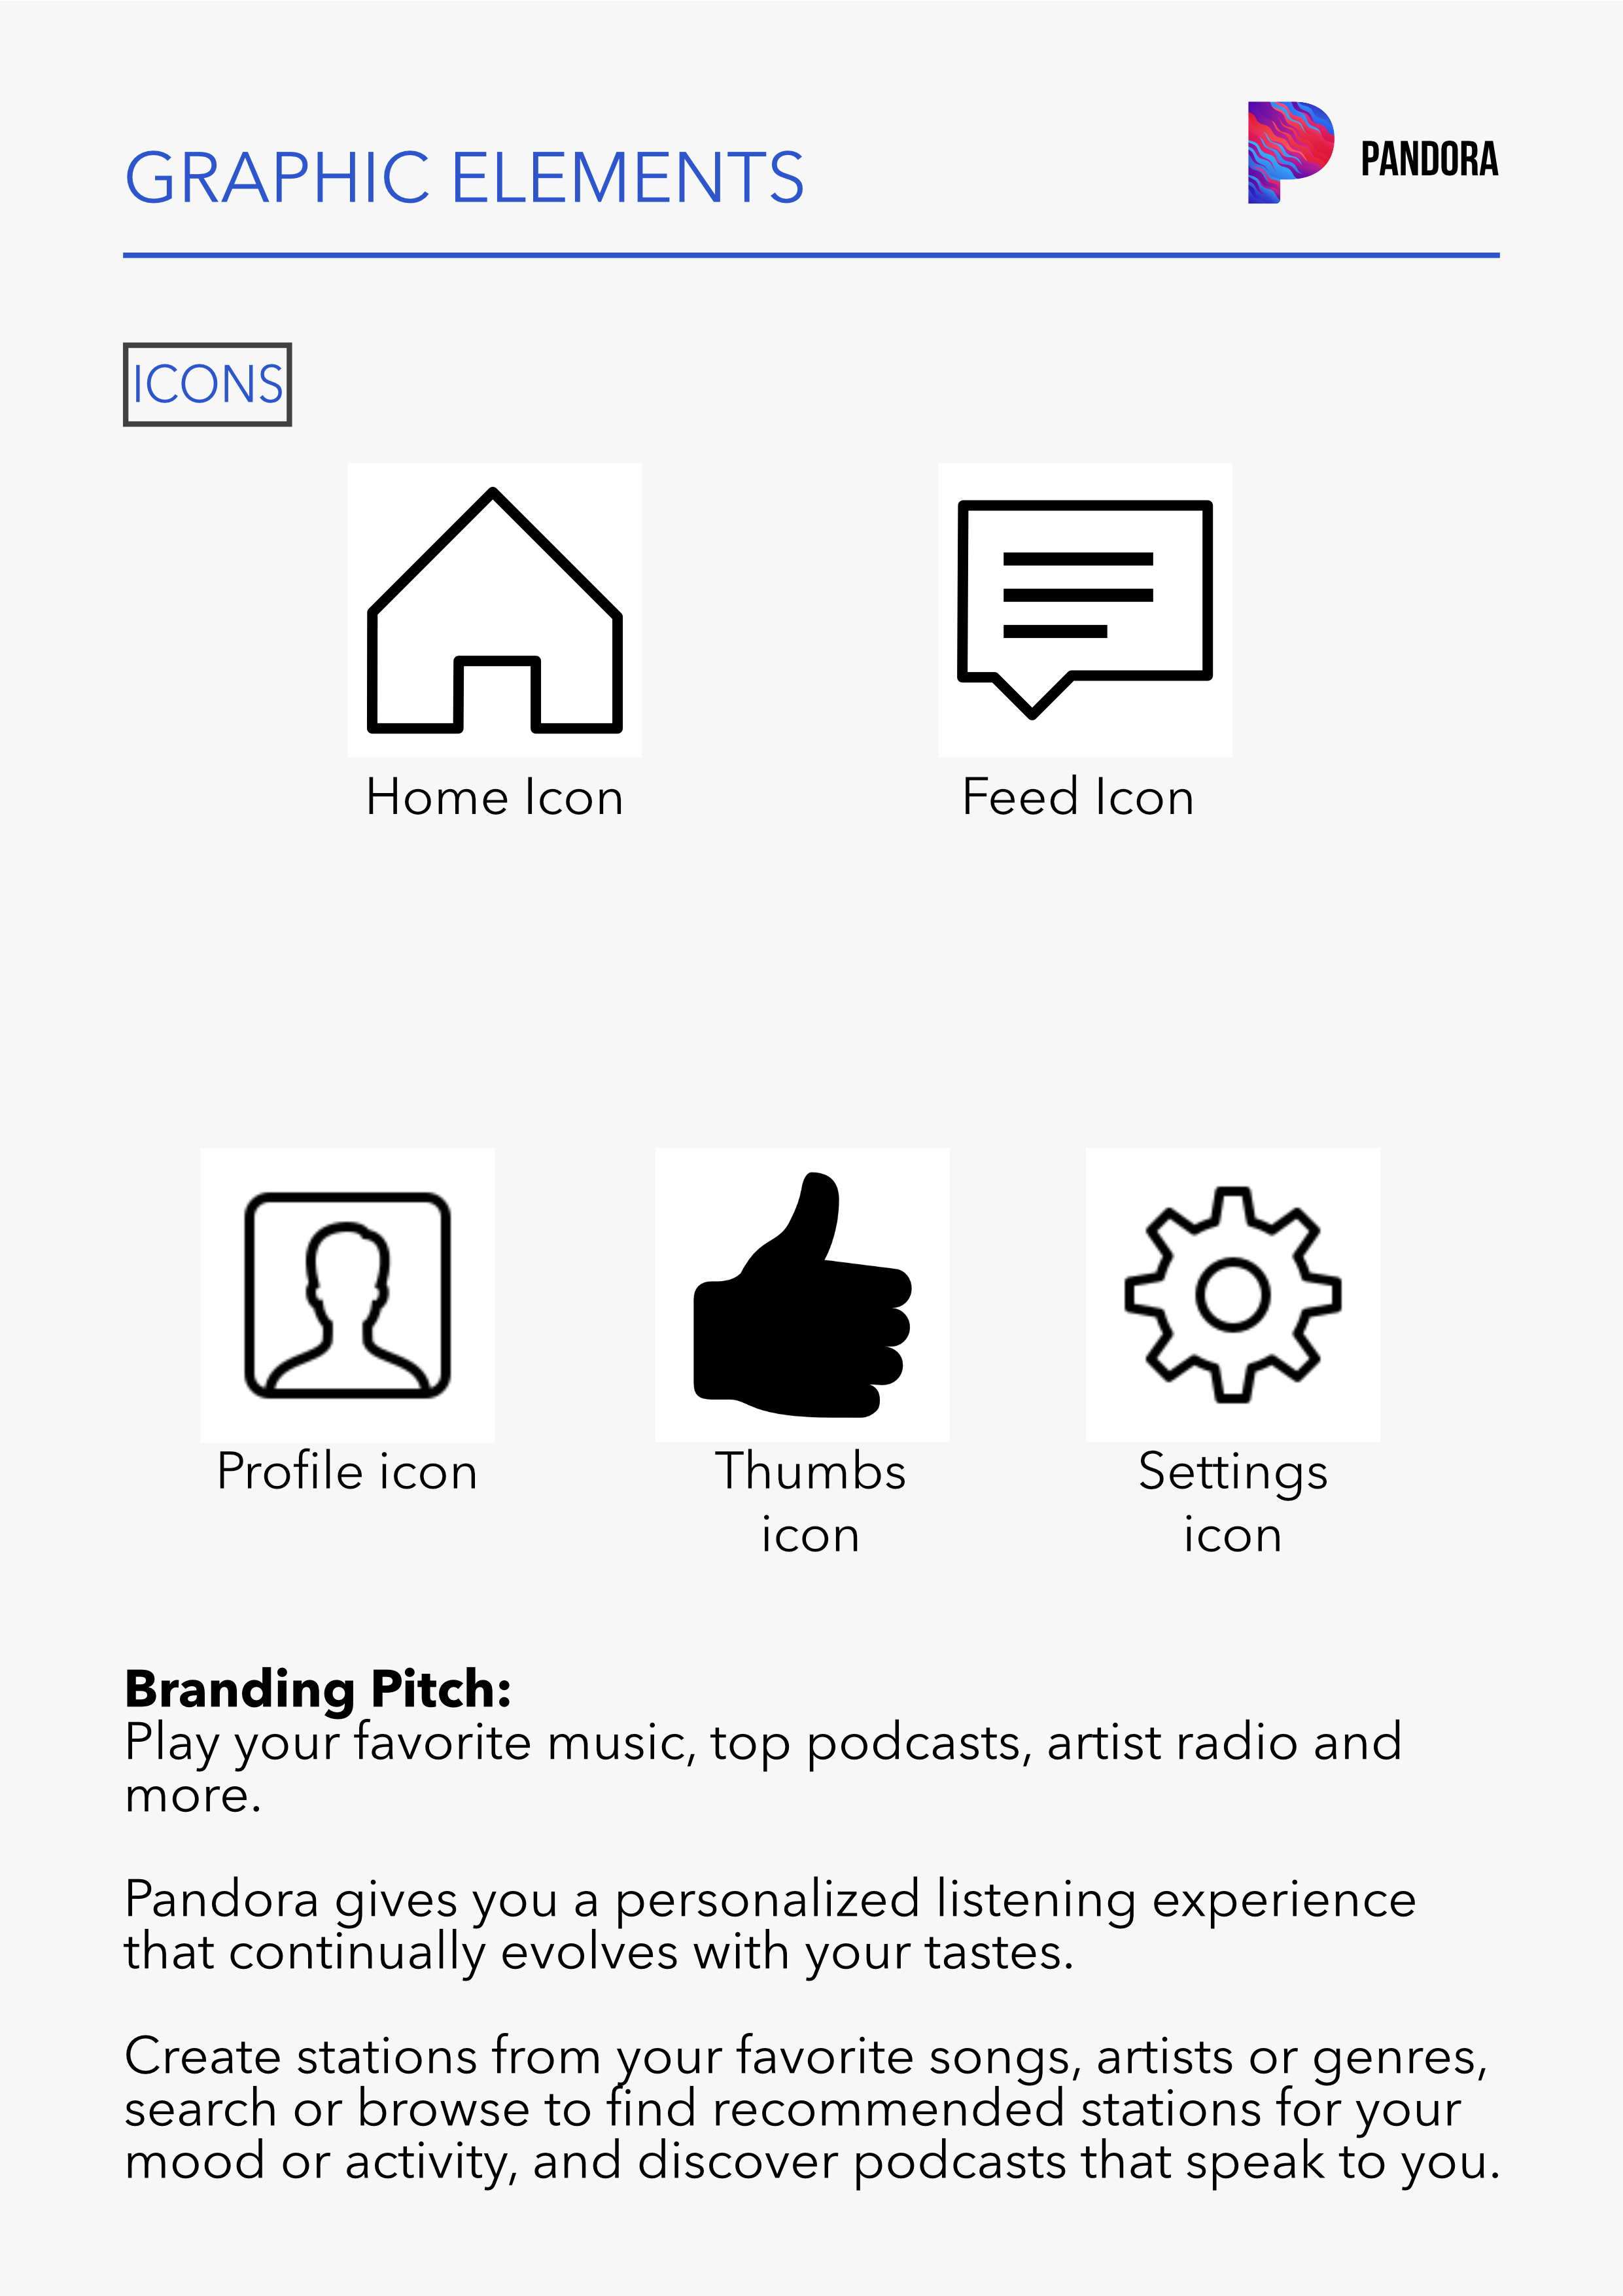 GRAPHIC ELEMENTS
PANDORA
ICONS
Home Icon
Feed Icon
Profile icon
Thumbs
icon
Settings
icon
Branding Pitch:
Play your favorite music, top podcasts, artist radio and
more.
Pandora gives you a personalized listening experience
that continually evolves with your tastes.
Create stations from your favorite songs, artists or genres,
search or browse to find recommended stations for your
mood or activity, and discover podcasts that speak to you.